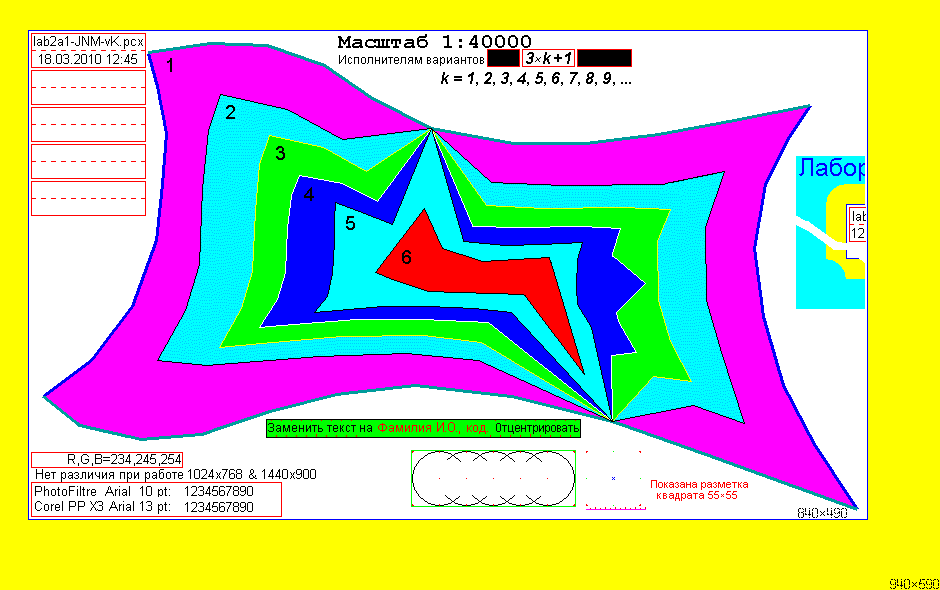 lab2a1-JNM-vK.pcx
18.03.2010 12:45
Масштаб 1:40000
Исполнителям вариантов 3×k+1
k = 1, 2, 3, 4, 5, 6, 7, 8, 9, ...
1
2
3
4
5
6
Лабор
lab
12
Заменить текст на Фамилия И.О., код. Отцентрировать
R,G,B=234,245,254
Нет различия при работе 1024x768 & 1440x900
PhotoFiltre Arial 10 pt: 1234567890
Corel PP X3 Arial 13 pt: 1234567890
Показана разметка
квадрата 55×55
840×490
940×590